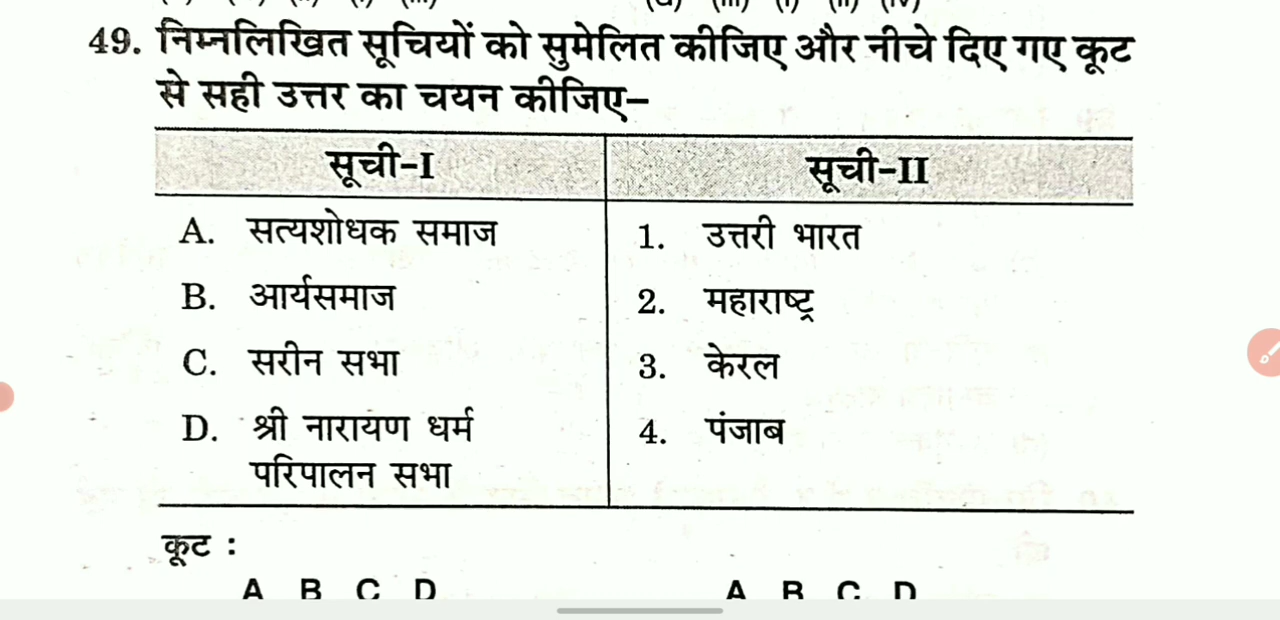 49. निम्नलिखित सूचियों को सुमेलित कीजिए और नीचे दिए गए कूट
से सही उत्तर का चयन कीजिए–
सूची-I सूची-II
A. सत्यशोधक समाज 1. उत्तरी भारत
B. आर्यसमाज 2. महाराष्ट्र
C. सरीन सभा 3. केरल
D. श्री नारायण धर्म 4. पंजाब
परिपालन सभा
कूट :
A B C D A B C D